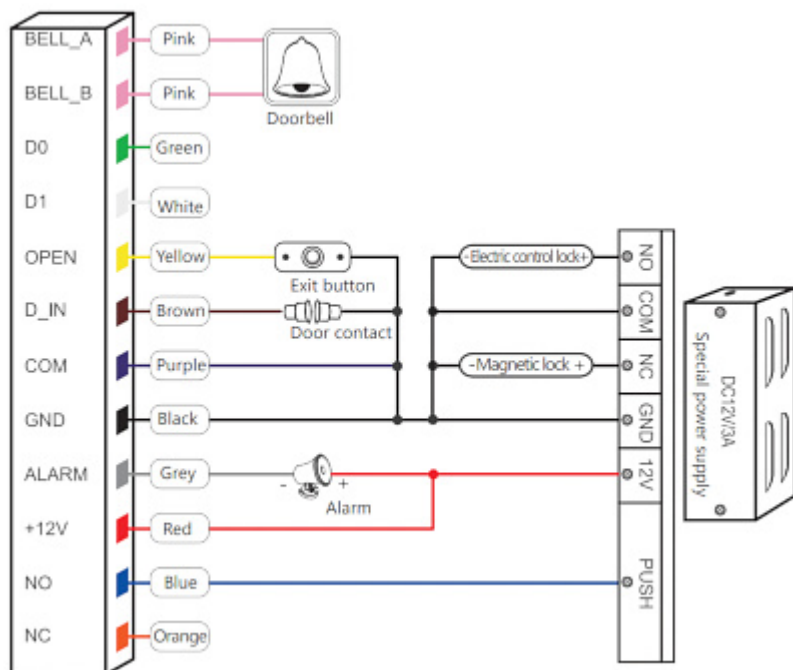 BELL_A Pink
BELL_B Pink
Doorbell
D0 Green
D1 White
OPEN Yellow
Exit button
-Electric control lock+
NO
D_IN Brown
Door contact
COM
COM Purple
-Magnetic lock +
NC
GND Black
GND
ALARM Grey
- +
Alarm
12V
+12V Red
NO Blue
PUSH
NC Orange
DC12V/3A
Special power supply